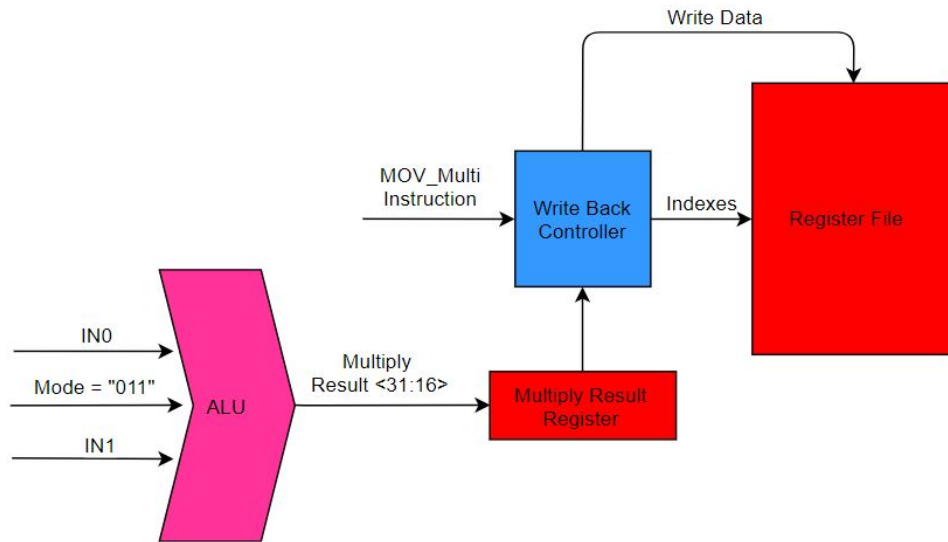 Write Data
MOV_Multi
Instruction
Write Back
Controller
Indexes
Register File
IN0
Mode = "011"
IN1
ALU
Multiply
Result <31:16>
Multiply Result
Register